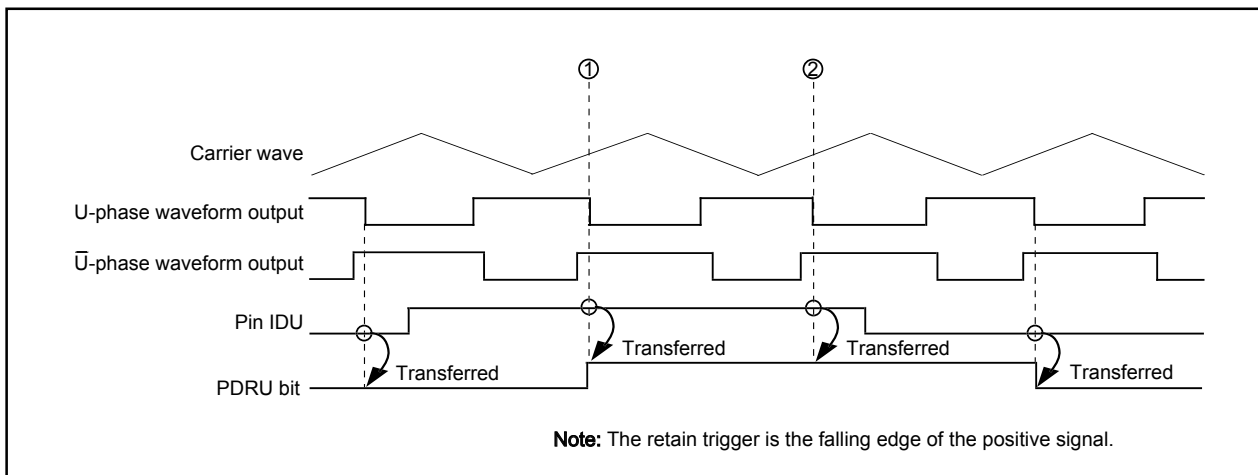 ① ②
Carrier wave
U-phase waveform output
U̅-phase waveform output
Pin IDU
Transferred Transferred
Transferred Transferred
PDRU bit
Note: The retain trigger is the falling edge of the positive signal.